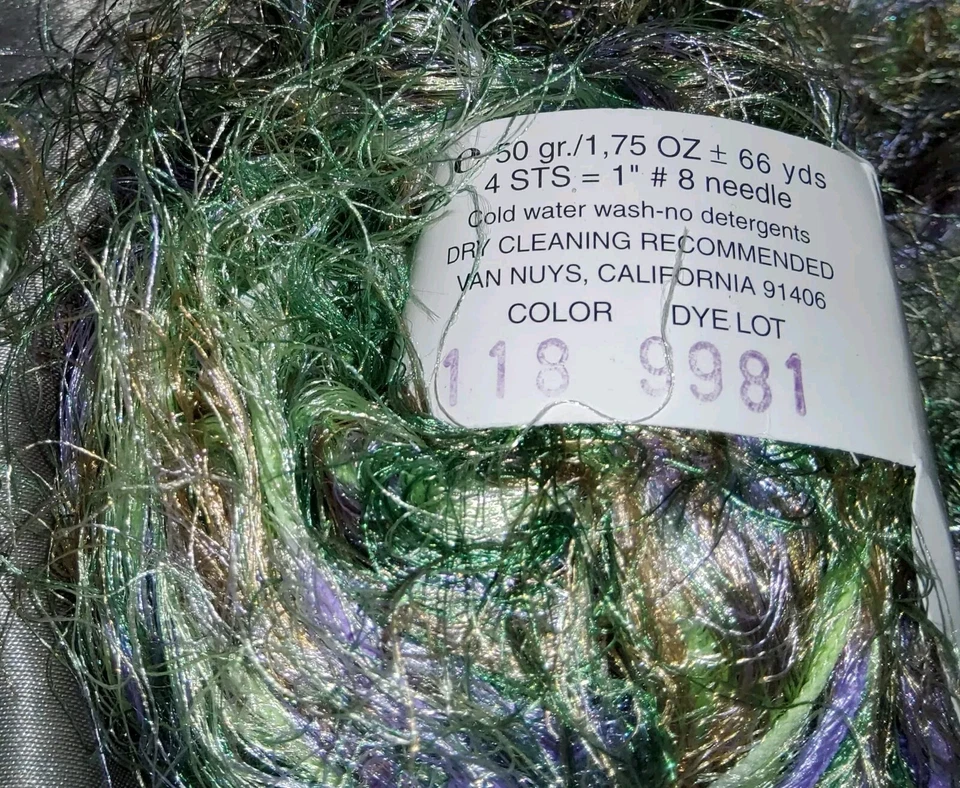 50 gr./1,75 OZ ± 66 yds
4 STS. = 1" # 8 needle
Cold water wash-no detergents
DRY CLEANING RECOMMENDED
VAN NUYS, CALIFORNIA 91406
COLOR DYE LOT
118 9981